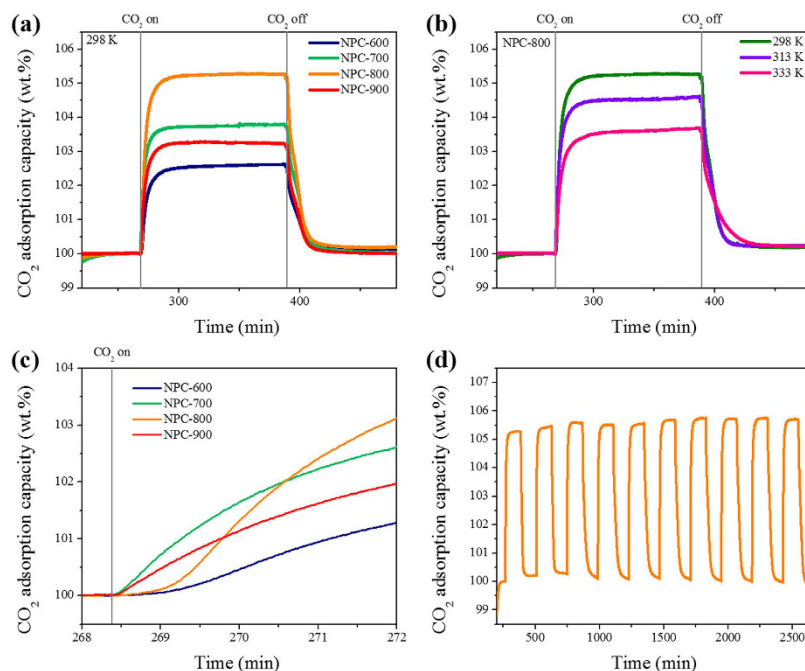 (a)
CO2 on
CO2 off
298 K
NPC-600
NPC-700
NPC-800
NPC-900
106
105
104
103
102
101
100
99
CO2 adsorption capacity (wt.%)
300
400
Time (min)
(b)
CO2 on
CO2 off
NPC-800
298 K
313 K
333 K
106
105
104
103
102
101
100
99
CO2 adsorption capacity (wt.%)
300
400
Time (min)
(c)
CO2 on
NPC-600
NPC-700
NPC-800
NPC-900
104
103
102
101
100
CO2 adsorption capacity (wt.%)
268
269
270
271
272
Time (min)
(d)
107
106
105
104
103
102
101
100
99
CO2 adsorption capacity (wt.%)
500
1000
1500
2000
2500
Time (min)